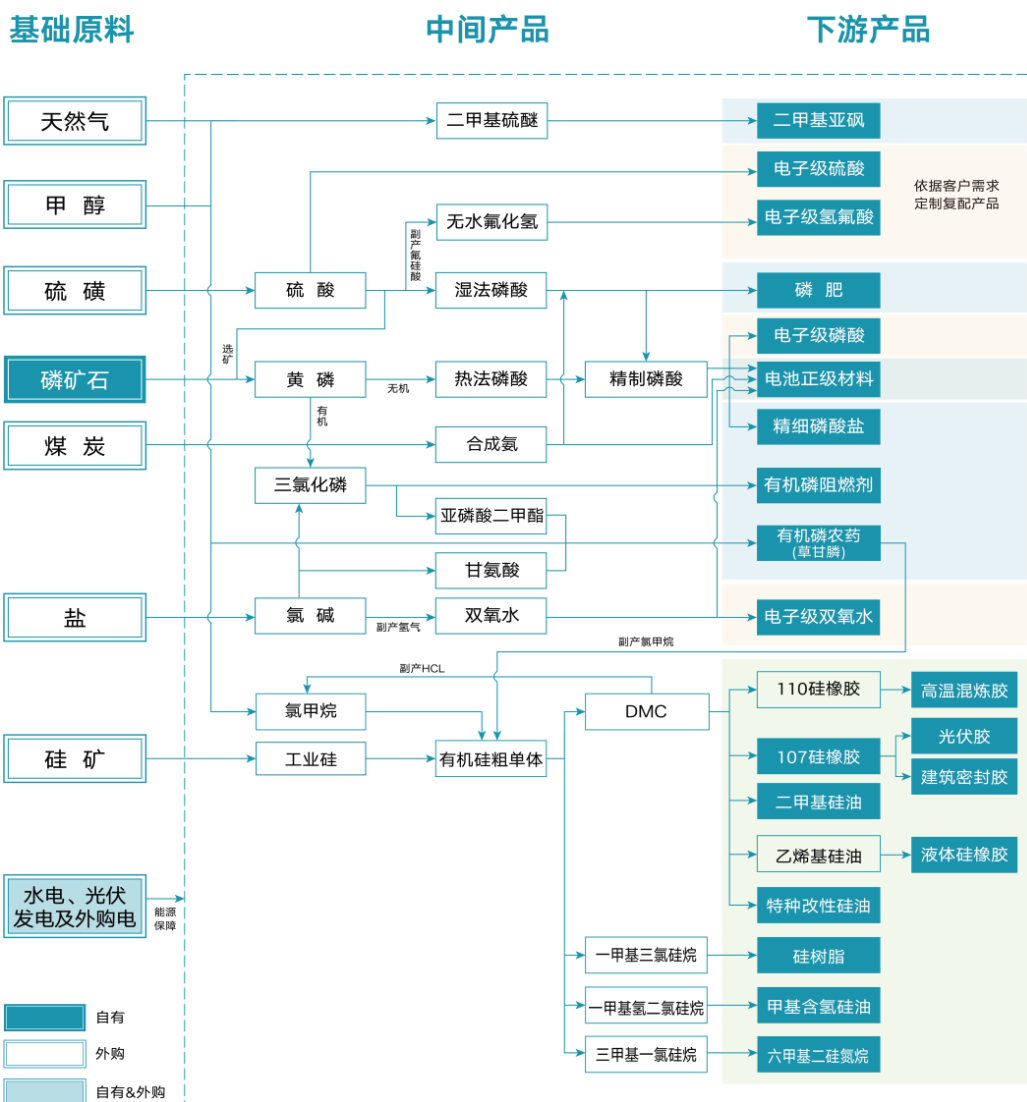 基础原料
中间产品
下游产品
天然气
二甲基硫醚
二甲基亚砜
甲 醇
电子级硫酸
依据客户需求
定制复配产品
无水氟化氢
电子级氢氟酸
副产氟硅酸
硫 磺
硫 酸
湿法磷酸
磷 肥
选矿
电子级磷酸
磷矿石
黄 磷
无机
热法磷酸
精制磷酸
电池正级材料
有机
煤 炭
合成氨
精细磷酸盐
三氯化磷
有机磷阻燃剂
亚磷酸二甲酯
有机磷农药
(草甘膦)
甘氨酸
盐
氯 碱
副产氢气
双氧水
电子级双氧水
副产氯甲烷
副产HCL
氯甲烷
DMC
110硅橡胶
高温混炼胶
硅 矿
工业硅
有机硅粗单体
107硅橡胶
光伏胶
建筑密封胶
二甲基硅油
乙烯基硅油
液体硅橡胶
水电、光伏
发电及外购电
能源
保障
特种改性硅油
一甲基三氯硅烷
硅树脂
一甲基氢二氯硅烷
甲基含氢硅油
三甲基一氯硅烷
六甲基二硅氮烷
自有
外购
自有&外购